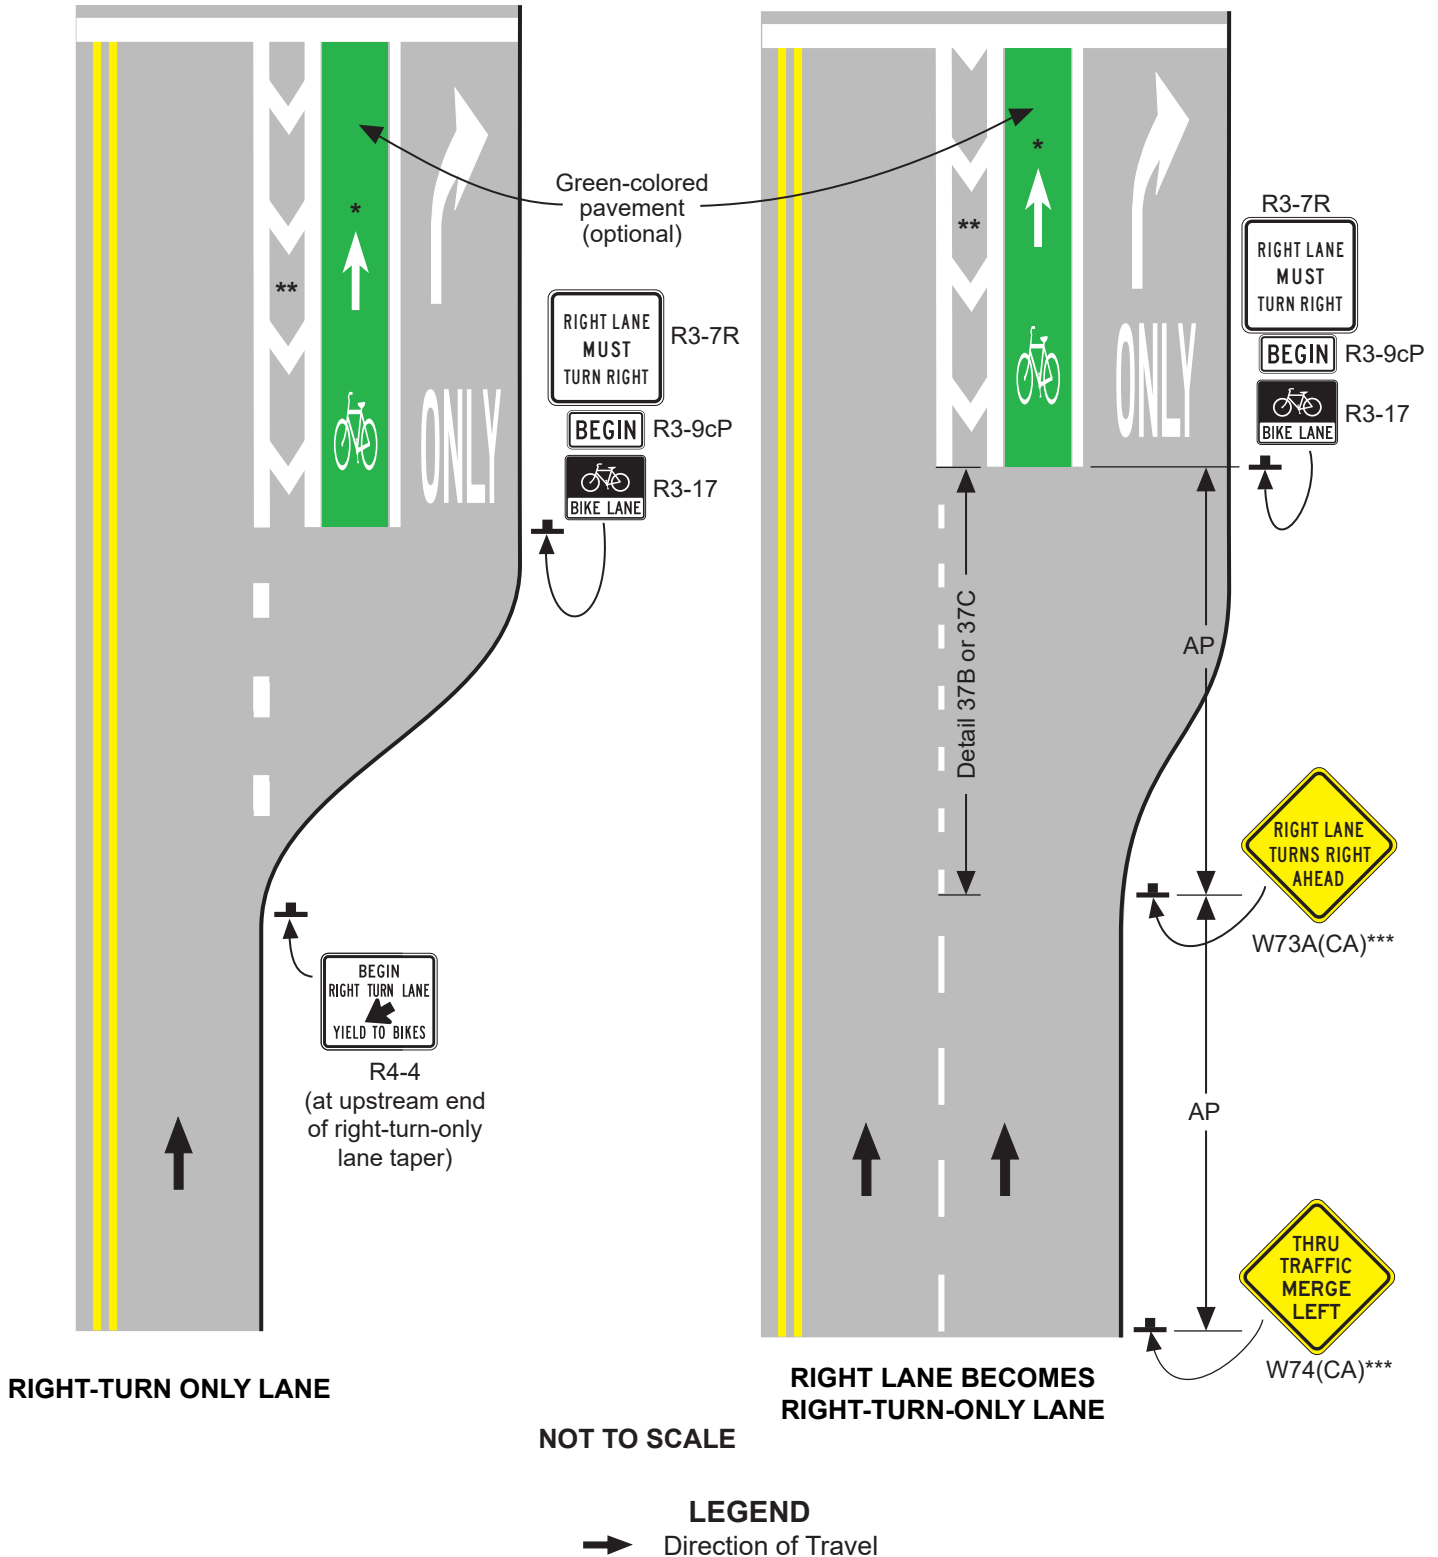 *
**
ONLY
Green-colored
pavement
(optional)
RIGHT LANE
MUST
TURN RIGHT
R3-7R
BEGIN
R3-9cP
BIKE LANE
R3-17
BEGIN
RIGHT TURN LANE
YIELD TO BIKES
R4-4
(at upstream end
of right-turn-only
lane taper)
RIGHT-TURN ONLY LANE
*
**
ONLY
R3-7R
RIGHT LANE
MUST
TURN RIGHT
BEGIN
R3-9cP
BIKE LANE
R3-17
Detail 37B or 37C
AP
RIGHT LANE
TURNS RIGHT
AHEAD
W73A(CA)***
AP
THRU
TRAFFIC
MERGE
LEFT
W74(CA)***
RIGHT LANE BECOMES
RIGHT-TURN-ONLY LANE
NOT TO SCALE
LEGEND
Direction of Travel